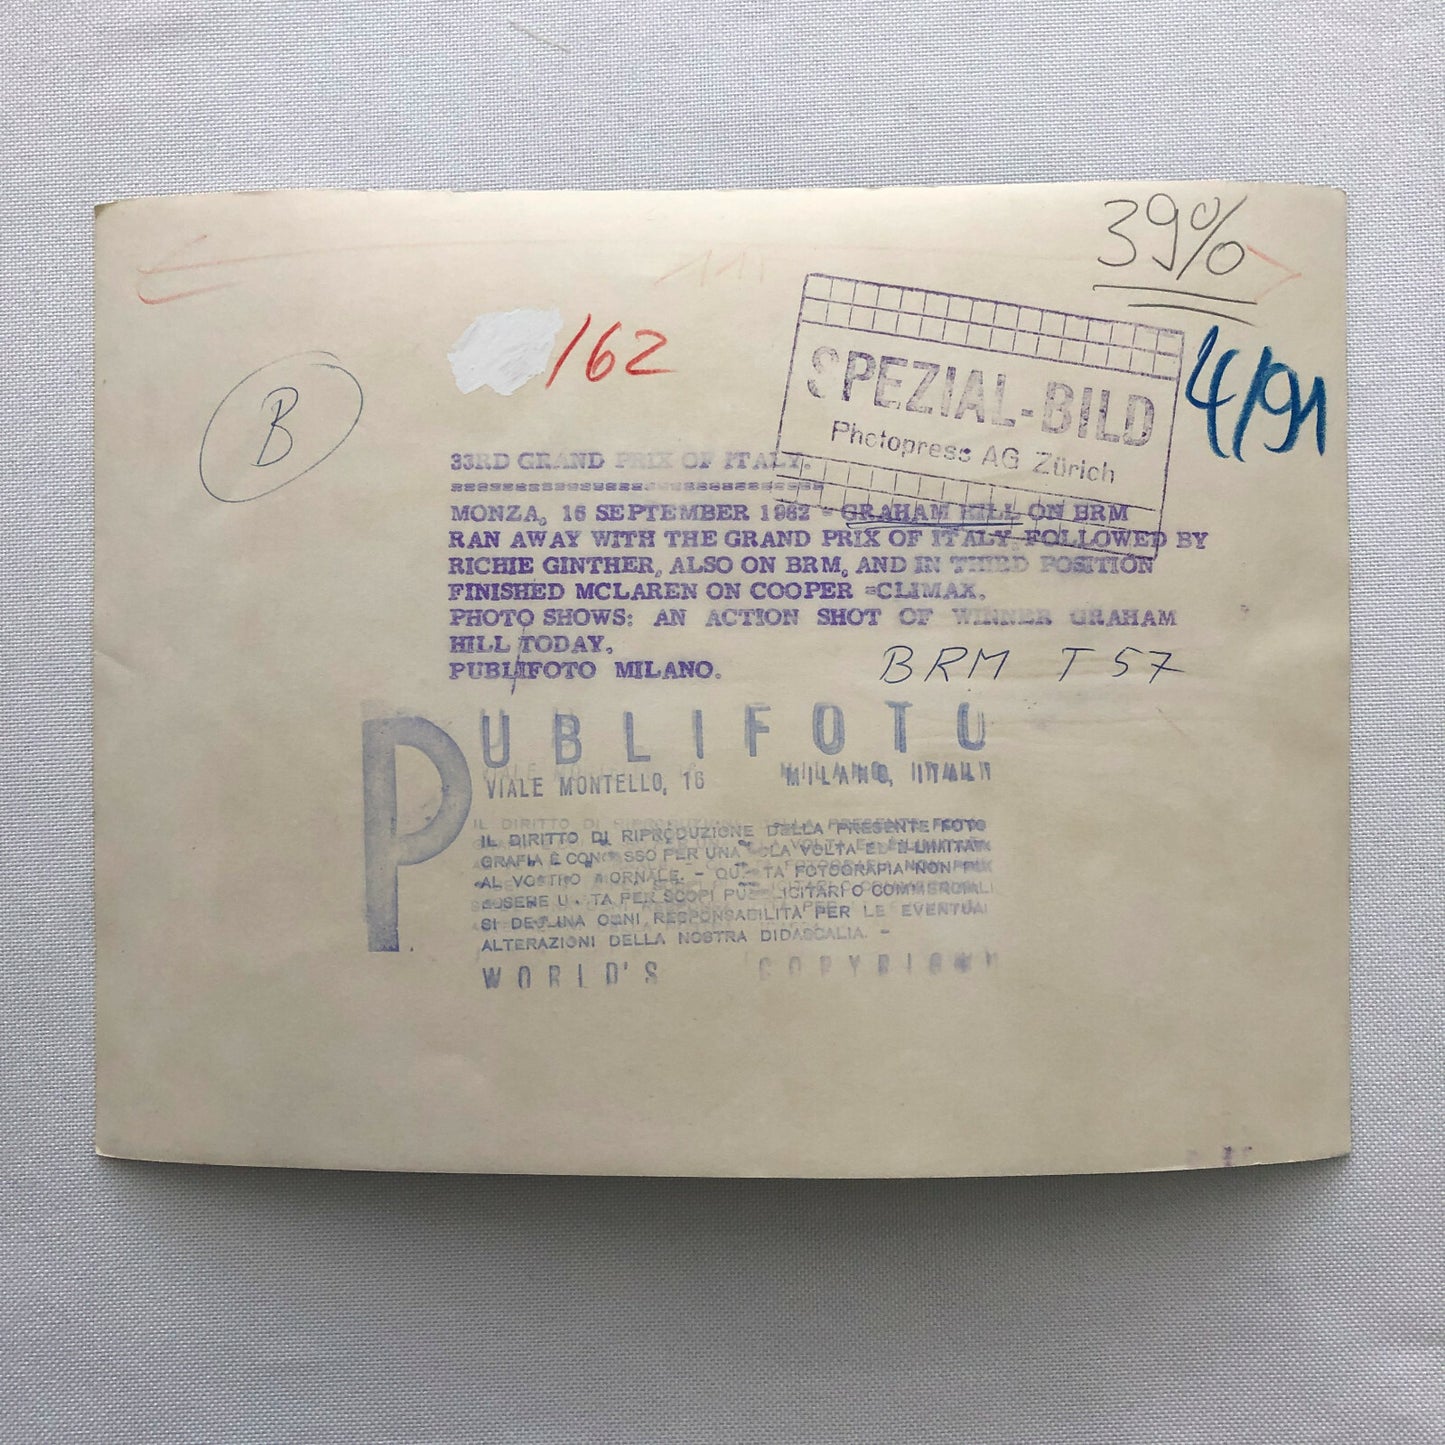 39%
/62
4/91
B
SPEZIAL-BILD
Photopress AG Zürich
33RD GRAND PRIX OF ITALY.
MONZA, 16 SEPTEMBER 1962 - GRAHAM HILL ON BRM
RAN AWAY WITH THE GRAND PRIX OF ITALY, FOLLOWED BY
RICHIE GINTHER, ALSO ON BRM, AND IN THIRD POSITION
FINISHED MCLAREN ON COOPER =CLIMAX.
PHOTO SHOWS: AN ACTION SHOT OF WINNER GRAHAM
HILL TODAY.
PUBLIFOTO MILANO.
BRM T 57
PUBLIFOTO
VIALE MONTELLO, 16 MILANO, ITALY
IL DIRITTO DI RIPRODUZIONE DELLA PRESENTE FOTO
GRAFIA È CONCESSO PER UNA SOLA VOLTA ED È LIMITATA
AL VOSTRO GIORNALE. - QUESTA FOTOGRAFIA NON PUÒ
ESSERE USATA PER SCOPI PUBBLICITARI O COMMERCIALI
SI DECLINA OGNI RESPONSABILITA' PER LE EVENTUALI
ALTERAZIONI DELLA NOSTRA DIDASCALIA. -
WORLD'S COPYRIGHT